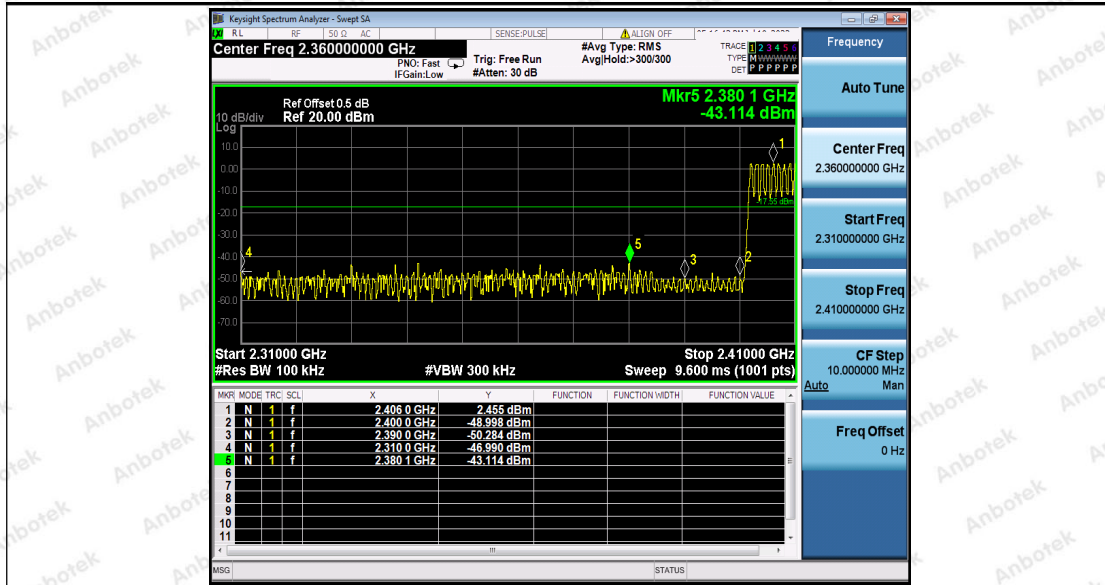 Keysight Spectrum Analyzer - Swept SA
RL RF 50 Ω AC SENSE:PULSE ALIGN OFF
Center Freq 2.360000000 GHz
PNO: Fast
IFGain:Low
Trig: Free Run
#Atten: 30 dB
#Avg Type: RMS
Avg|Hold:>300/300
TRACE 1 2 3 4 5 6
TYPE M W W W W W
DET P P P P P P
Mkr5 2.380 1 GHz
-43.114 dBm
Ref Offset 0.5 dB
Ref 20.00 dBm
10 dB/div
Log
10.0
0.00
-10.0
-20.0
-30.0
-40.0
-50.0
-60.0
-70.0
1
-17.55 dBm
4
5
3
2
Start 2.31000 GHz
Stop 2.41000 GHz
#Res BW 100 kHz
#VBW 300 kHz
Sweep 9.600 ms (1001 pts)
MKR MODE TRC SCL X Y FUNCTION FUNCTION WIDTH FUNCTION VALUE
1 N 1 f 2.406 0 GHz 2.455 dBm
2 N 1 f 2.400 0 GHz -48.998 dBm
3 N 1 f 2.390 0 GHz -50.284 dBm
4 N 1 f 2.310 0 GHz -46.990 dBm
5 N 1 f 2.380 1 GHz -43.114 dBm
6
7
8
9
10
11
MSG
STATUS
Frequency
Auto Tune
Center Freq
2.360000000 GHz
Start Freq
2.310000000 GHz
Stop Freq
2.410000000 GHz
CF Step
10.000000 MHz
Auto Man
Freq Offset
0 Hz
Anbotek